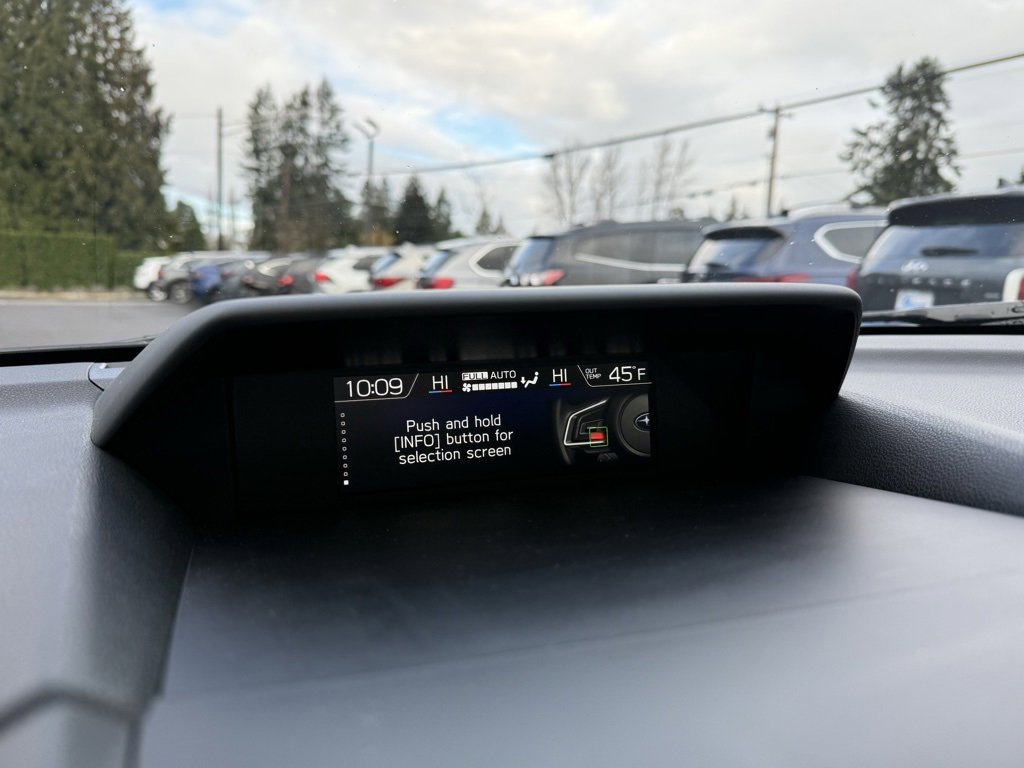 10:09 HI FULL AUTO HI OUT TEMP 45°F
Push and hold
[INFO] button for
selection screen